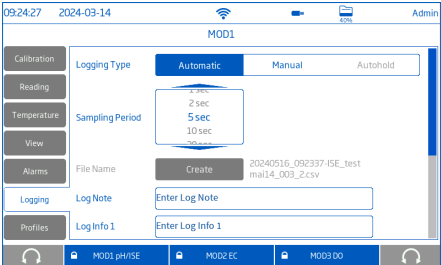 09:24:27 2024-03-14 40% Admin
MOD1
Calibration
Reading
Temperature
View
Alarms
Logging
Profiles
Logging Type Automatic Manual Autohold
1 sec
2 sec
Sampling Period 5 sec
10 sec
File Name Create 20240516_092337-ISE_test
mai14_003_2.csv
Log Note Enter Log Note
Log Info 1 Enter Log Info 1
MOD1 pH/ISE MOD2 EC MOD3 DO